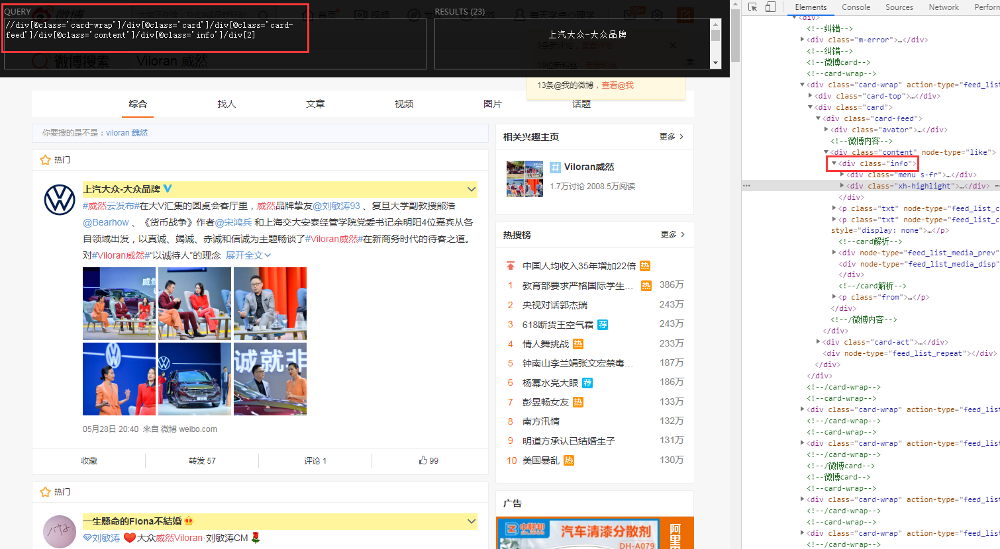 QUERY
//div[@class='card-wrap']/div[@class='card']/div[@class='card-
feed']/div[@class='content']/div[@class='info']/div[2]
RESULTS (23)
上汽大众-大众品牌
微博搜索
Viloran 威然
13条@我的微博，查看@我
综合
找人
文章
视频
图片
话题
你要搜的是不是：viloran 魏然
热门
上汽大众-大众品牌
#威然云发布#在大V汇集的圆桌会客厅里，威然品牌挚友@刘敏涛93 、复旦大学副教授熊浩
@Bearhow 、《货币战争》作者@宋鸿兵 和上海交大安泰经管学院党委书记余明阳4位嘉宾从各
自领域出发，以真诚、竭诚、赤诚和信诚为主题畅谈了#Viloran威然#在新商务时代的待客之道。
对#Viloran威然#“以诚待人”的理念 展开全文
诚就非
05月28日 20:40 来自 微博 weibo.com
收藏
转发 57
评论 1
99
热门
一生懸命的Fiona不結婚
刘敏涛 大众威然Viloran·刘敏涛CM
相关兴趣主页
更多
Viloran威然
1.7万讨论 2008.5万阅读
热搜榜
更多
中国人均收入35年增加22倍 热
1 教育部要求严格国际学生... 热 386万
2 央视对话郭杰瑞 243万
3 618断货王空气霜 荐 243万
4 情人舞挑战 热 233万
5 钟南山李兰娟张文宏禁毒... 187万
6 杨幂水亮大眼 荐 186万
7 彭昱畅女友 热 133万
8 南方汛情 132万
9 明道方承认已结婚生子 131万
10 美国暴乱 热 130万
广告
中联邦
汽车清漆分散剂
DH-A079
阿里
Elements
Console
Sources
Network
Perform
<div>
<!--纠错-->
<div class="m-error">…</div>
<!--纠错-->
<!--微博card-->
<!--card-wrap-->
<div class="card-wrap" action-type="feed_list
<div class="card-top">…</div>
<div class="card">
<div class="card-feed">
<div class="avator">…</div>
<!--微博内容-->
<div class="content" node-type="like">
<div class="info">
<div class="menu s-fr">…</div>
<div class="xh-highlight">…</div> =
</div>
<p class="txt" node-type="feed_list_c
<p class="txt" node-type="feed_list_c
style="display: none">…</p>
<!--card解析-->
<div node-type="feed_list_media_prev"
<div node-type="feed_list_media_disp"
</div>
<!--/card解析-->
<p class="from">…</p>
</div>
<!--/微博内容-->
</div>
<div class="card-act">…</div>
<div node-type="feed_list_repeat"></div>
</div>
</div>
<!--/card-wrap-->
<!--card-wrap-->
<div class="card-wrap" action-type="feed_list
<!--/card-wrap-->
<!--card-wrap-->
<div class="card-wrap" action-type="feed_list
<!--/card-wrap-->
<!--/微博card-->
<!--微博card-->
<!--card-wrap-->
<div class="card-wrap" action-type="feed_list
<!--/card-wrap-->
<!--card-wrap-->
<div class="card-wrap" action-type="feed_list
<!--/card-wrap-->